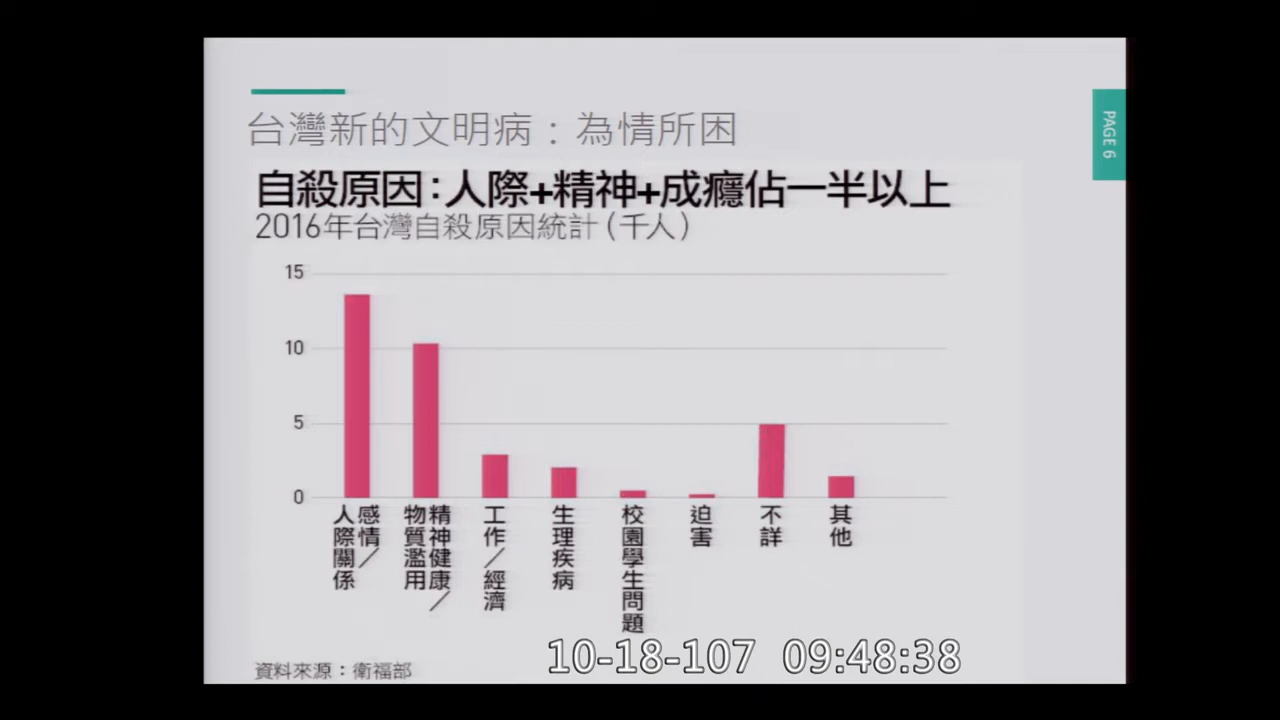 台灣新的文明病：為情所困
PAGE 6
自殺原因：人際+精神+成癮佔一半以上
2016年台灣自殺原因統計（千人）
15
10
5
0
感情／
人際關係
精神健康／
物質濫用
工作／經濟
生理疾病
校園學生問題
迫害
不詳
其他
資料來源：衛福部
10-18-107 09:48:38